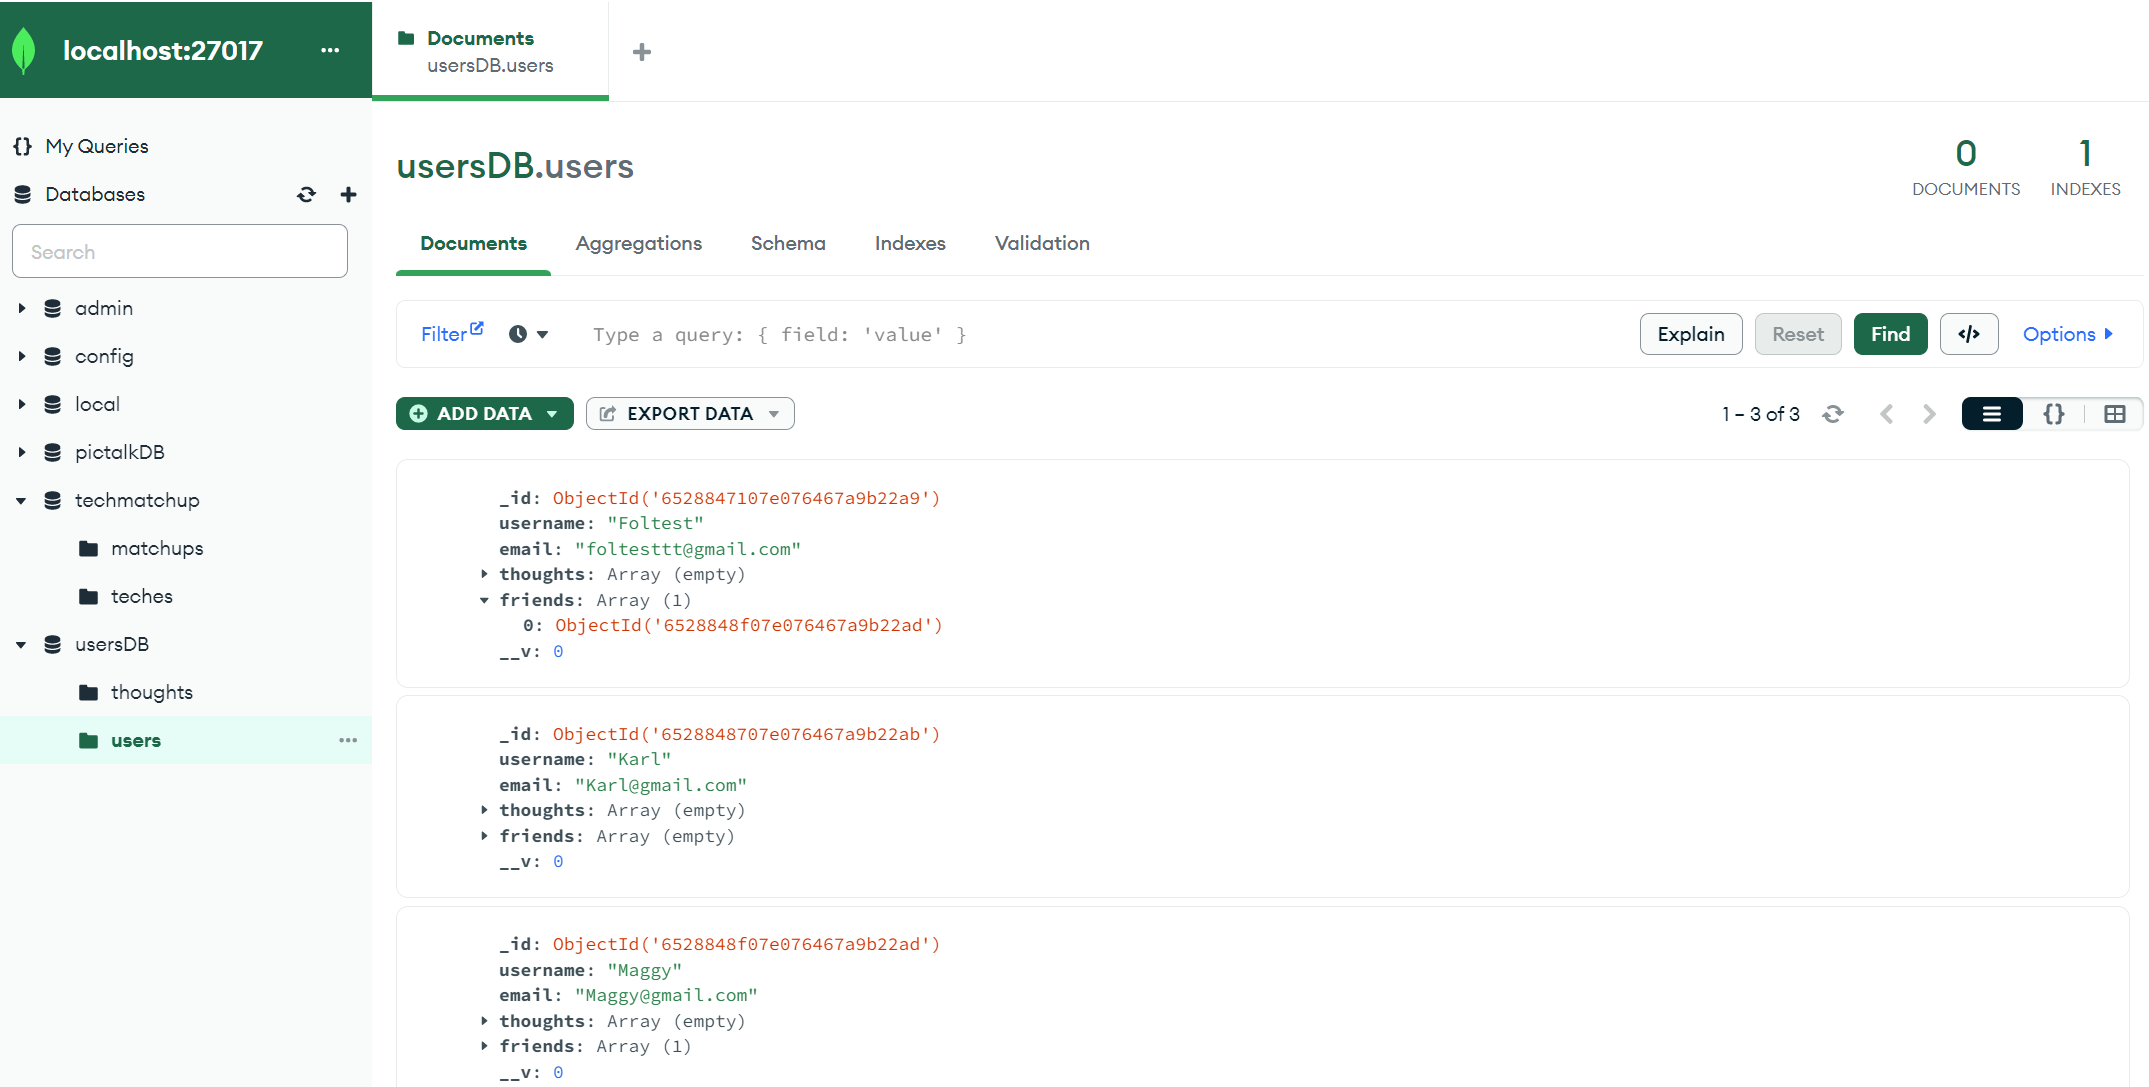 localhost:27017
Documents
usersDB.users
My Queries
Databases
Search
admin
config
local
pictalkDB
techmatchup
matchups
teches
usersDB
thoughts
users
usersDB.users
0
DOCUMENTS
1
INDEXES
Documents Aggregations Schema Indexes Validation
Filter Type a query: { field: 'value' } Explain Reset Find </> Options
ADD DATA EXPORT DATA 1 – 3 of 3 {}
_id: ObjectId('6528847107e076467a9b22a9')
username: "Foltest"
email: "foltesttt@gmail.com"
thoughts: Array (empty)
friends: Array (1)
0: ObjectId('6528848f07e076467a9b22ad')
__v: 0
_id: ObjectId('6528848707e076467a9b22ab')
username: "Karl"
email: "Karl@gmail.com"
thoughts: Array (empty)
friends: Array (empty)
__v: 0
_id: ObjectId('6528848f07e076467a9b22ad')
username: "Maggy"
email: "Maggy@gmail.com"
thoughts: Array (empty)
friends: Array (1)
__v: 0